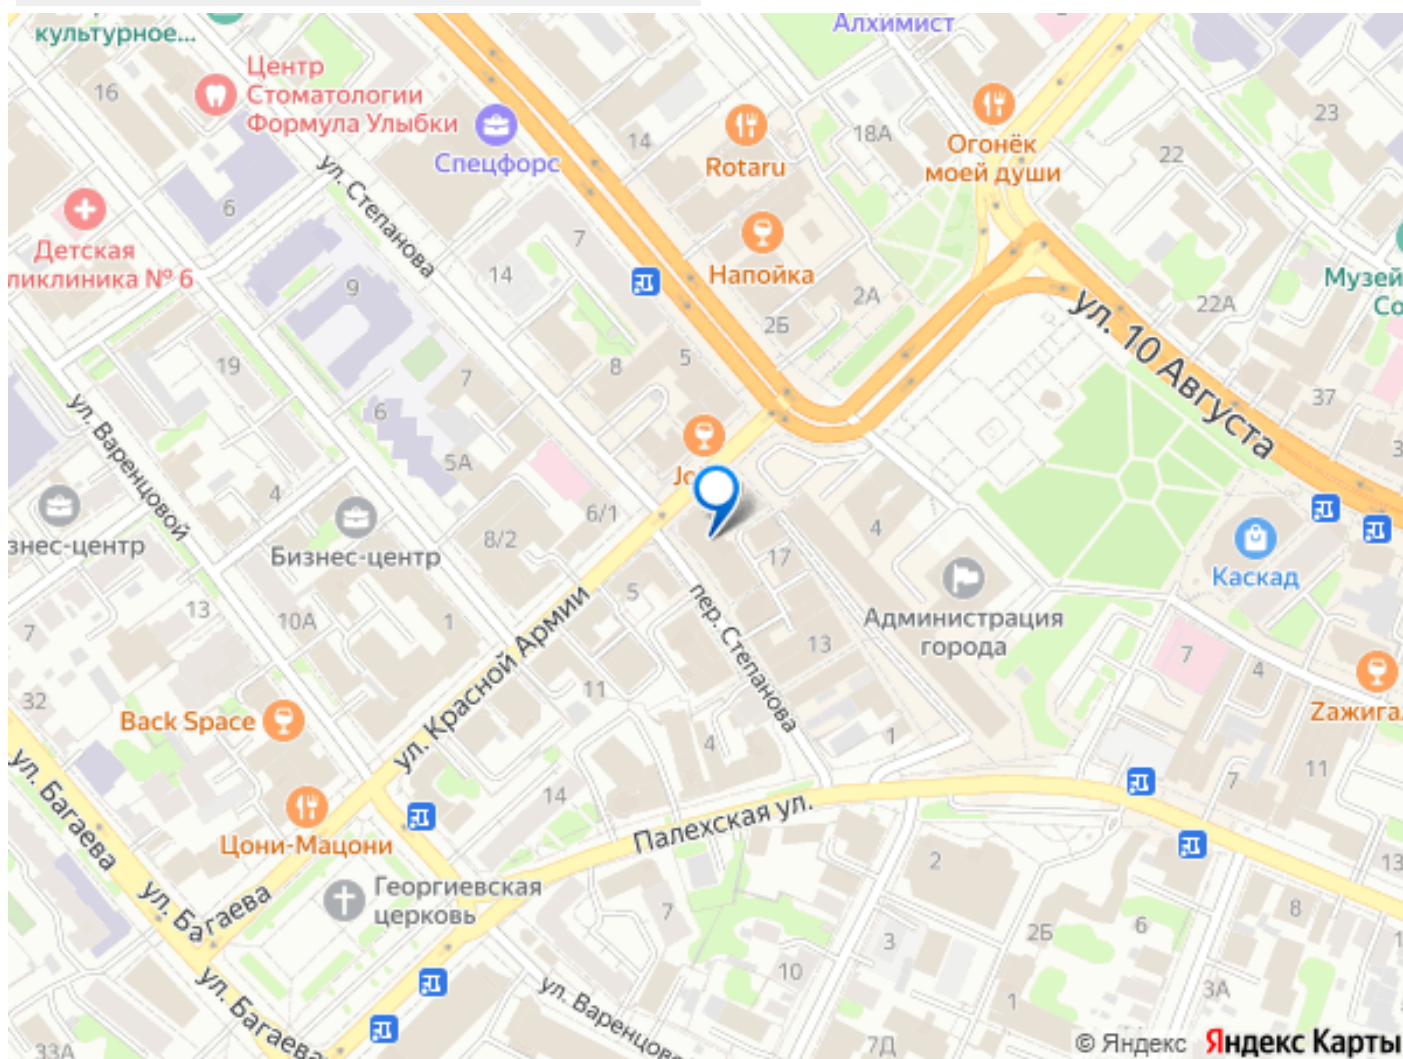 культурное...
Алхимист
Центр
Стоматологии
Формула Улыбки
16
Спецфорс
14
Rotaru
18А
Огонёк
моей души
23
22
ул. Степанова
6
Детская
ликлиника № 6
7
Напойка
14
9
2А
2Б
22А
Музей
Со
ул. 10 Августа
19
8
5
7
37
6
ул. Варенцовой
5А
4
6/1
8/2
знес-центр
Бизнес-центр
4
17
Каскад
Администрация
города
13
10А
7
1
5
пер. Степанова
13
7
4
32
11
ул. Красной Армии
Back Space
Zажига
4
1
11
7
14
ул. Багаева
Палехская ул.
Цони-Мацони
2
13
Георгиевская
церковь
ул. Багаева
7
8
6
2Б
3
10
ул. Багаева
ул. Варенцово
1
3А
33А
7Д
© Яндекс Яндекс Карты